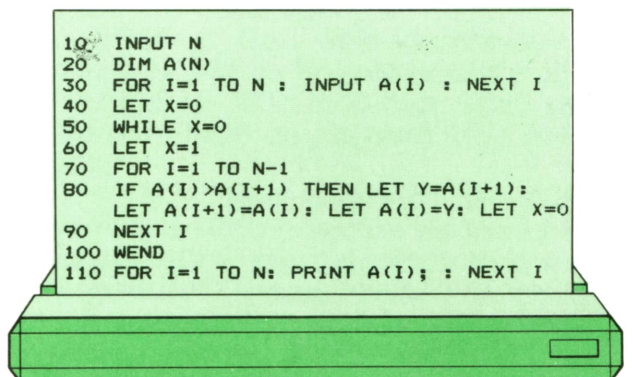 10 INPUT N
20 DIM A(N)
30 FOR I=1 TO N : INPUT A(I) : NEXT I
40 LET X=0
50 WHILE X=0
60 LET X=1
70 FOR I=1 TO N-1
80 IF A(I)>A(I+1) THEN LET Y=A(I+1):
LET A(I+1)=A(I): LET A(I)=Y: LET X=0
90 NEXT I
100 WEND
110 FOR I=1 TO N: PRINT A(I); : NEXT I